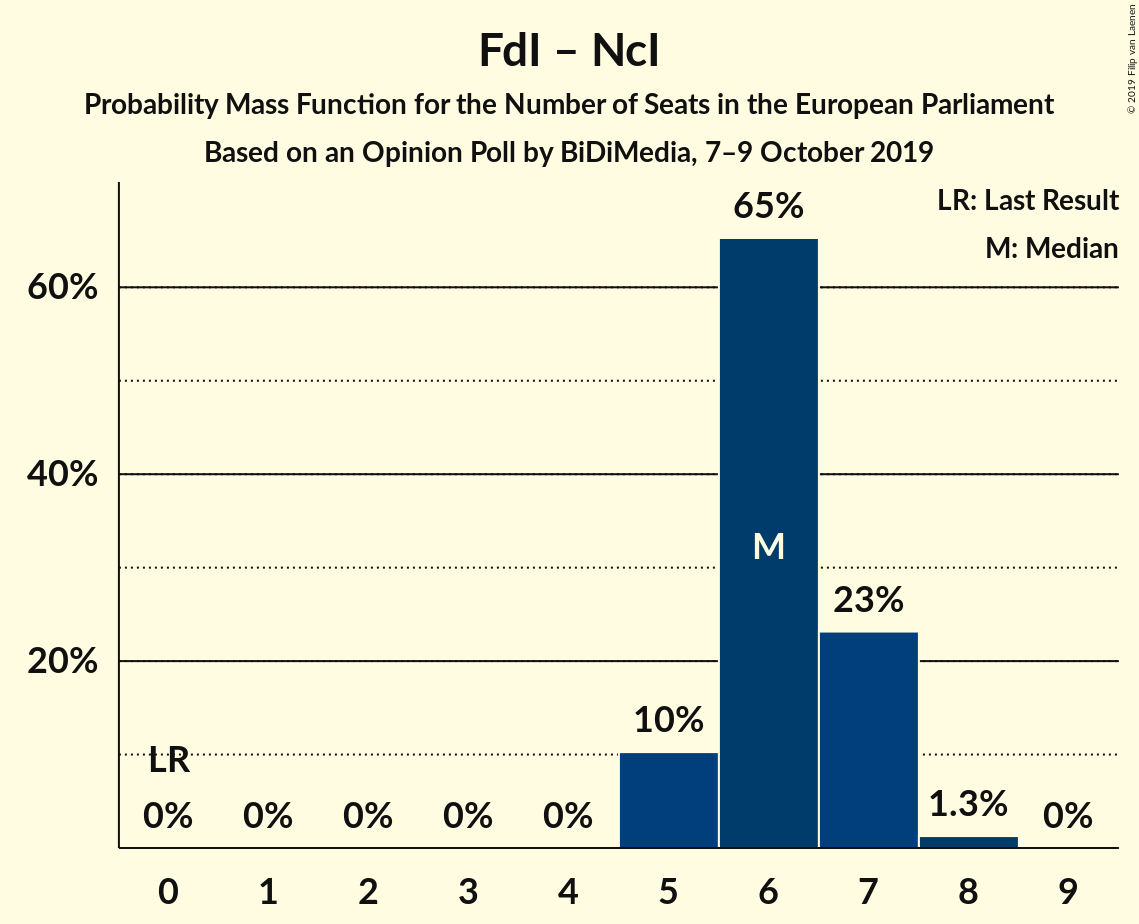 FdI – NcI
Probability Mass Function for the Number of Seats in the European Parliament
Based on an Opinion Poll by BiDiMedia, 7–9 October 2019
© 2019 Filip van Laenen
LR: Last Result
M: Median
65%
60%
40%
M
23%
20%
10%
LR
0% 0% 0% 0% 0% 1.3% 0%
0 1 2 3 4 5 6 7 8 9